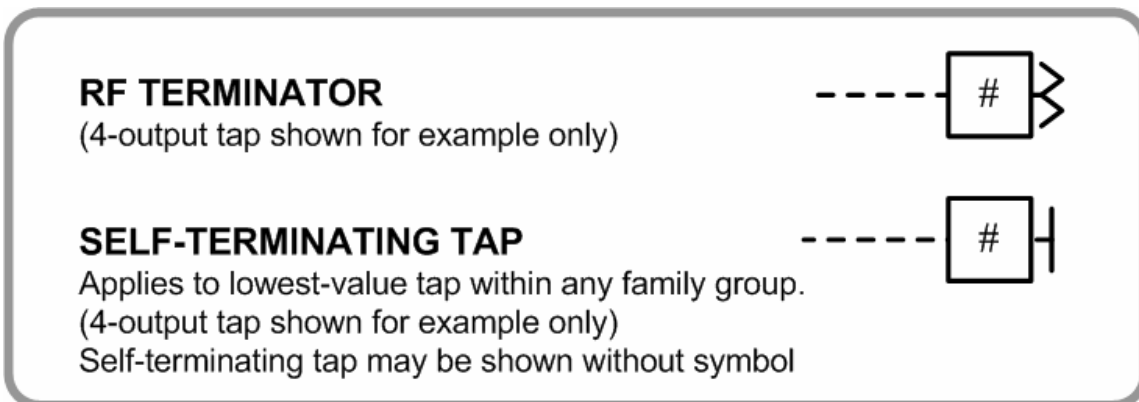 RF TERMINATOR
#
(4-output tap shown for example only)
SELF-TERMINATING TAP
#
Applies to lowest-value tap within any family group.
(4-output tap shown for example only)
Self-terminating tap may be shown without symbol